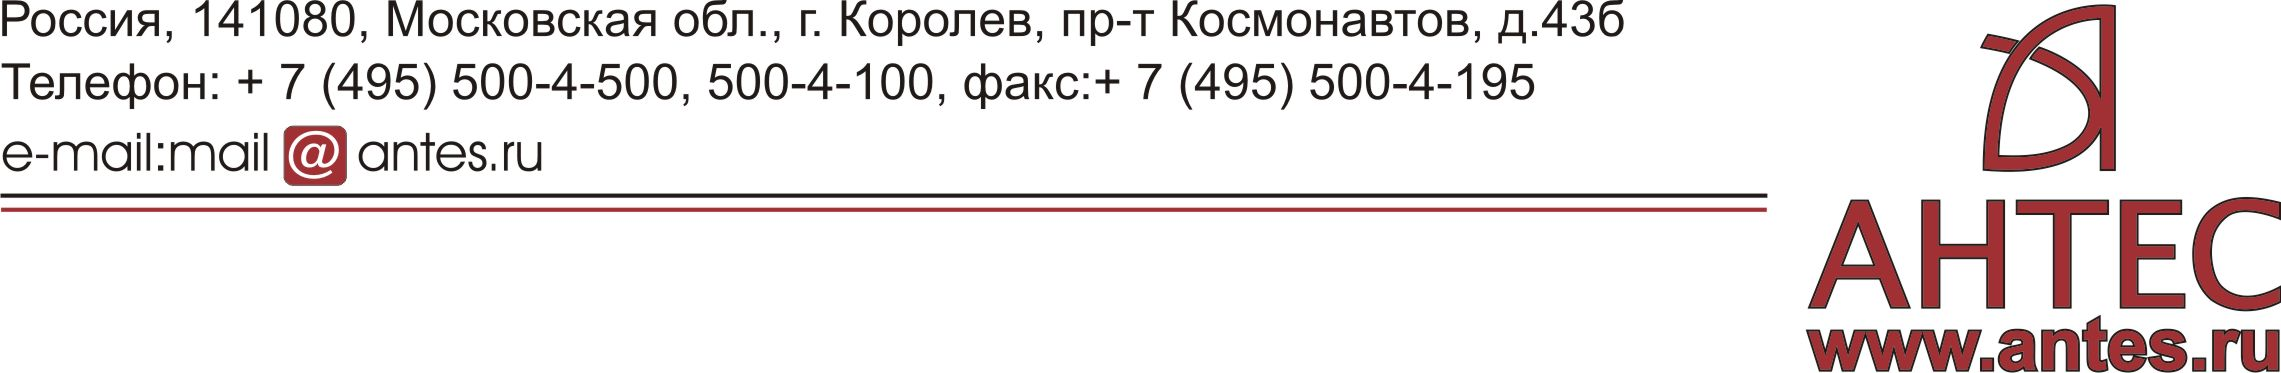 Россия, 141080, Московская обл., г. Королев, пр-т Космонавтов, д.43б
Телефон: + 7 (495) 500-4-500, 500-4-100, факс:+ 7 (495) 500-4-195
e-mail:mail@antes.ru
АНТЕС
www.antes.ru